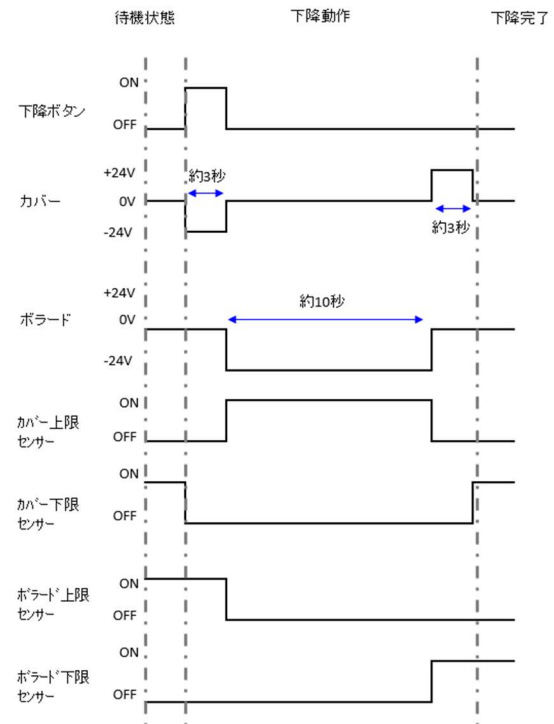 待機状態 下降動作 下降完了
ON
下降ボタン
OFF
+24V
約3秒
カバー 0V
-24V
約3秒
+24V
約10秒
ボラード 0V
-24V
ON
ｶﾊﾞｰ上限
センサー
OFF
ON
ｶﾊﾞｰ下限
センサー
OFF
ON
ﾎﾞﾗｰﾄﾞ上限
センサー
OFF
ON
ﾎﾞﾗｰﾄﾞ下限
センサー
OFF